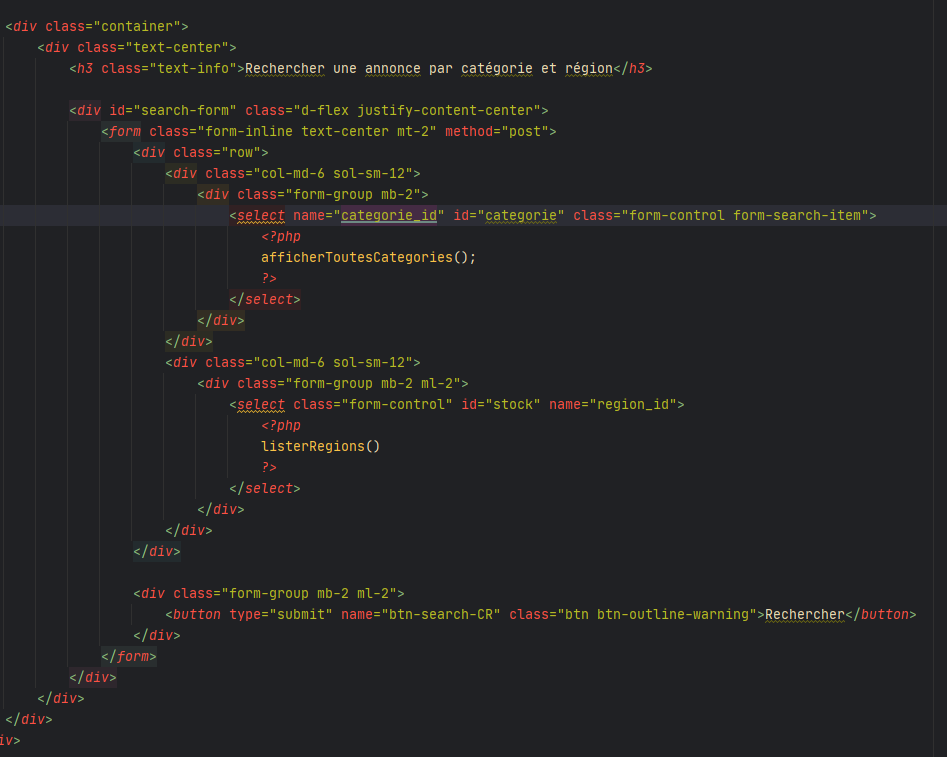 <div class="container">
<div class="text-center">
<h3 class="text-info">Rechercher une annonce par catégorie et région</h3>
<div id="search-form" class="d-flex justify-content-center">
<form class="form-inline text-center mt-2" method="post">
<div class="row">
<div class="col-md-6 sol-sm-12">
<div class="form-group mb-2">
<select name="categorie_id" id="categorie" class="form-control form-search-item">
<?php
afficherToutesCategories();
?>
</select>
</div>
</div>
<div class="col-md-6 sol-sm-12">
<div class="form-group mb-2 ml-2">
<select class="form-control" id="stock" name="region_id">
<?php
listerRegions()
?>
</select>
</div>
</div>
</div>
<div class="form-group mb-2 ml-2">
<button type="submit" name="btn-search-CR" class="btn btn-outline-warning">Rechercher</button>
</div>
</form>
</div>
</div>
</div>
iv>